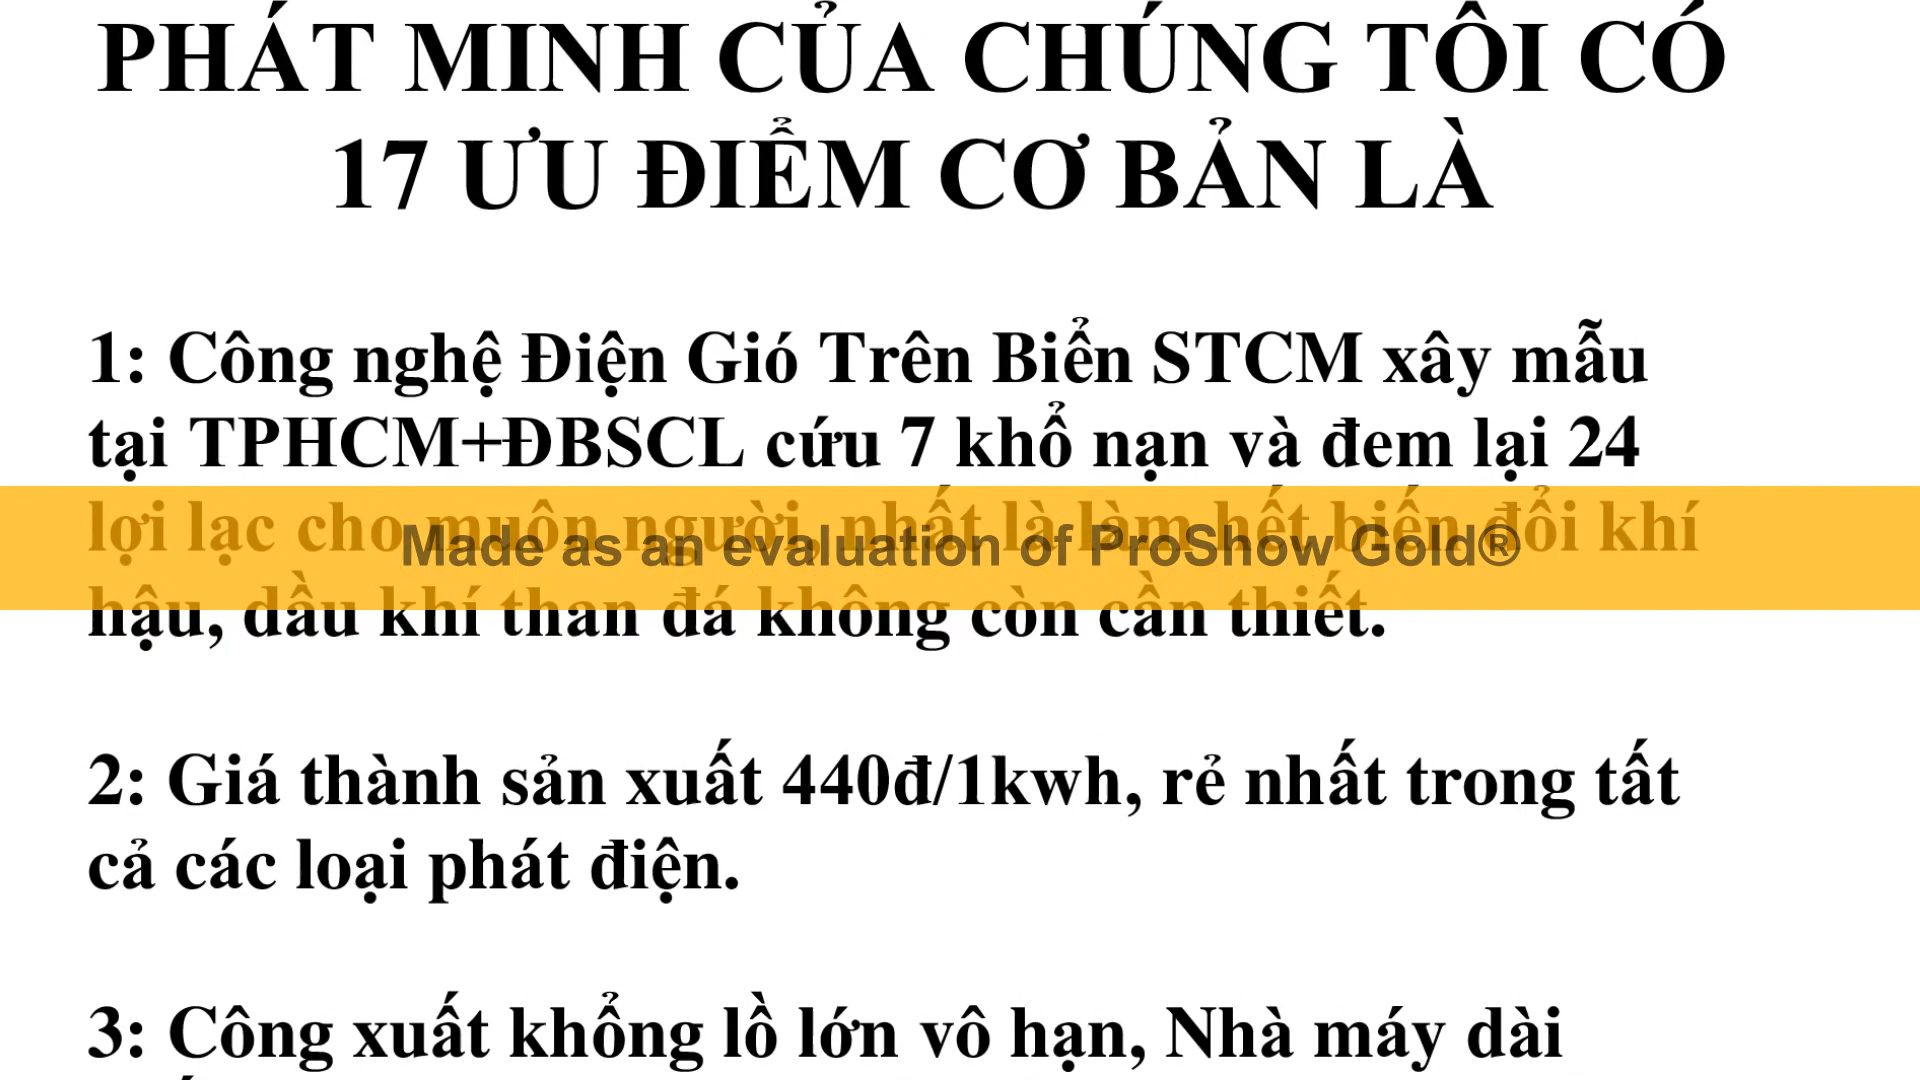 PHÁT MINH CỦA CHÚNG TÔI CÓ
17 ƯU ĐIỂM CƠ BẢN LÀ
1: Công nghệ Điện Gió Trên Biển STCM xây mẫu
tại TPHCM+ĐBSCL cứu 7 khổ nạn và đem lại 24
lợi lạc cho muôn người, nhất là làm hết biến đổi khí
Made as an evaluation of ProShow Gold®
hậu, dầu khí than đá không còn cần thiết.
2: Giá thành sản xuất 440đ/1kwh, rẻ nhất trong tất
cả các loại phát điện.
3: Công xuất khổng lồ lớn vô hạn, Nhà máy dài